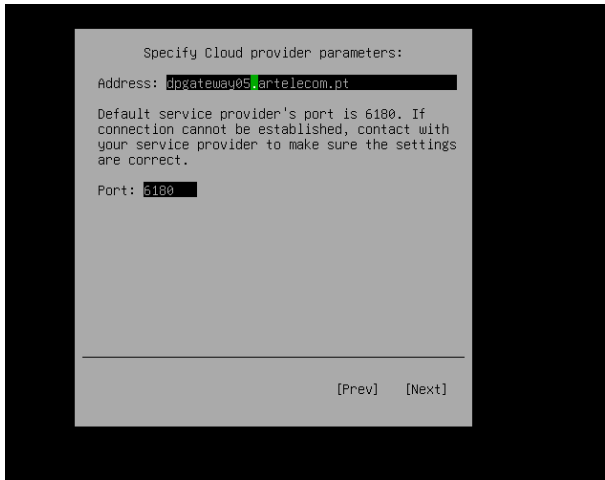 Specify Cloud provider parameters:
Address: dpgateway05.artelecom.pt
Default service provider's port is 6180. If
connection cannot be established, contact with
your service provider to make sure the settings
are correct.
Port: 6180
[Prev] [Next]